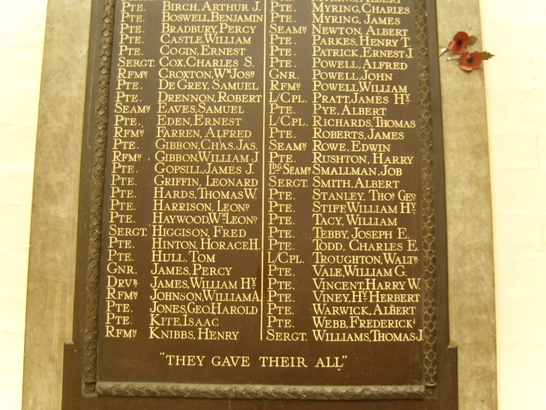 Pte. Birch, Arthur J.
Pte. Boswell, Benjamin
Pte. Bradbury, Percy
Pte. Castle, William
Pte. Cogin, Ernest
Sergt. Cox, Charles S.
Rfmn Croxton, Wm Josh
Pte. De Grey, Samuel
Pte. Drennon, Robert
Seamn Eaves, Samuel
Pte. Eden, Ernest
Rfmn Farren, Alfred
Pte. Gibbon, Chas. Jas.
Rfmn Gibbon, William J.
Pte. Gopsill, James J.
Pte. Griffin, Leonard
Pte. Hards, Thomas W.
Pte. Harrison, Leond
Pte. Haywood, Wm Leond
Sergt. Higgison, Fred
Pte. Hinton, Horace H.
Pte. Hull, Tom
Gnr. James, Percy
Drvr James, William Hy
Rfmn Johnson, William A.
Pte. Jones, Geo. Harold
Pte. Kite, Isaac
Rfmn Knibbs, Henry
Pte. Myring, Charles
Pte. Myring, James
Seamn Newton, Albert
Pte. Parkes, Henry T.
Pte. Patrick, Ernest J.
Pte. Powell, Alfred
Gnr. Powell, John
Rfmn Powell, William
L/Cpl. Pratt, James Hy
Pte. Pye, Albert
L/Cpl. Richards, Thomas
Pte. Roberts, James
Seamn Rowe, Edwin
Pte. Rushton, Harry
Ldg Seamn Smallman, Job
Sergt. Smith, Albert
Pte. Stanley, Thos Geo
Pte. Stiff, William Hy
Pte. Tacy, William
Pte. Tebby, Joseph E.
Pte. Todd, Charles E.
L/Cpl. Troughton, Waltr
Pte. Vale, William G.
Pte. Vincent, Harry W.
Pte. Viney, Hy Herbert
Pte. Warwick, Albert
Pte. Webb, Frederick
Sergt. Williams, Thomas J.
"They gave their all"